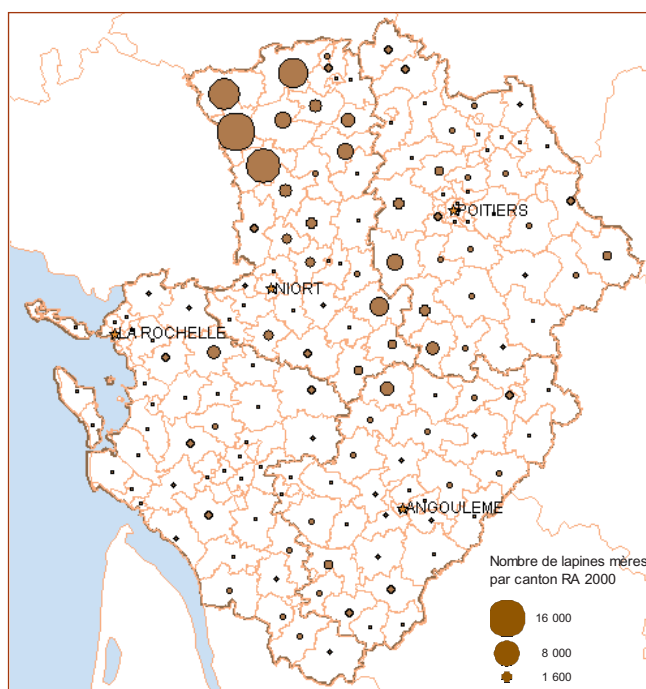 POITIERS
NIORT
LA ROCHELLE
ANGOULEME
Nombre de lapines mères
par canton RA 2000
16 000
8 000
1 600